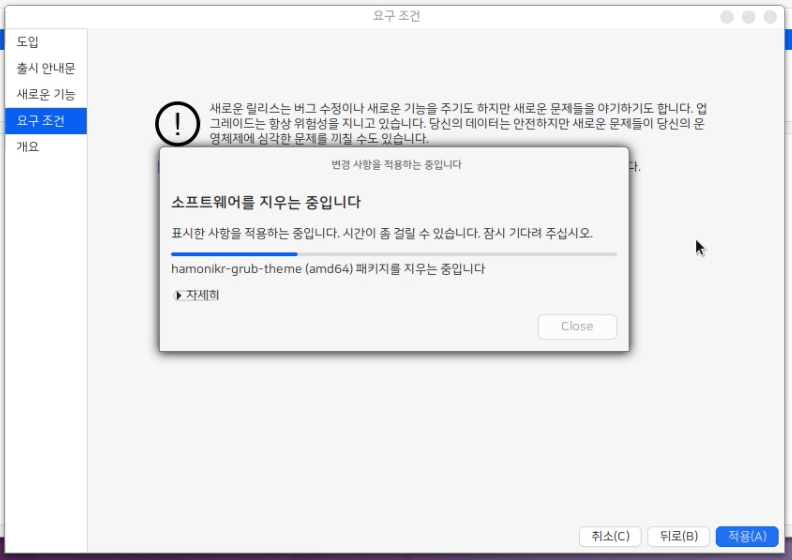 요구 조건
도입
출시 안내문
새로운 기능
요구 조건
개요
새로운 릴리스는 버그 수정이나 새로운 기능을 주기도 하지만 새로운 문제들을 야기하기도 합니다. 업
그레이드는 항상 위험성을 지니고 있습니다. 당신의 데이터는 안전하지만 새로운 문제들이 당신의 운
영체제에 심각한 문제를 끼칠 수도 있습니다.
다.
변경 사항을 적용하는 중입니다
소프트웨어를 지우는 중입니다
표시한 사항을 적용하는 중입니다. 시간이 좀 걸릴 수 있습니다. 잠시 기다려 주십시오.
hamonikr-grub-theme (amd64) 패키지를 지우는 중입니다
자세히
Close
취소(C)
뒤로(B)
적용(A)